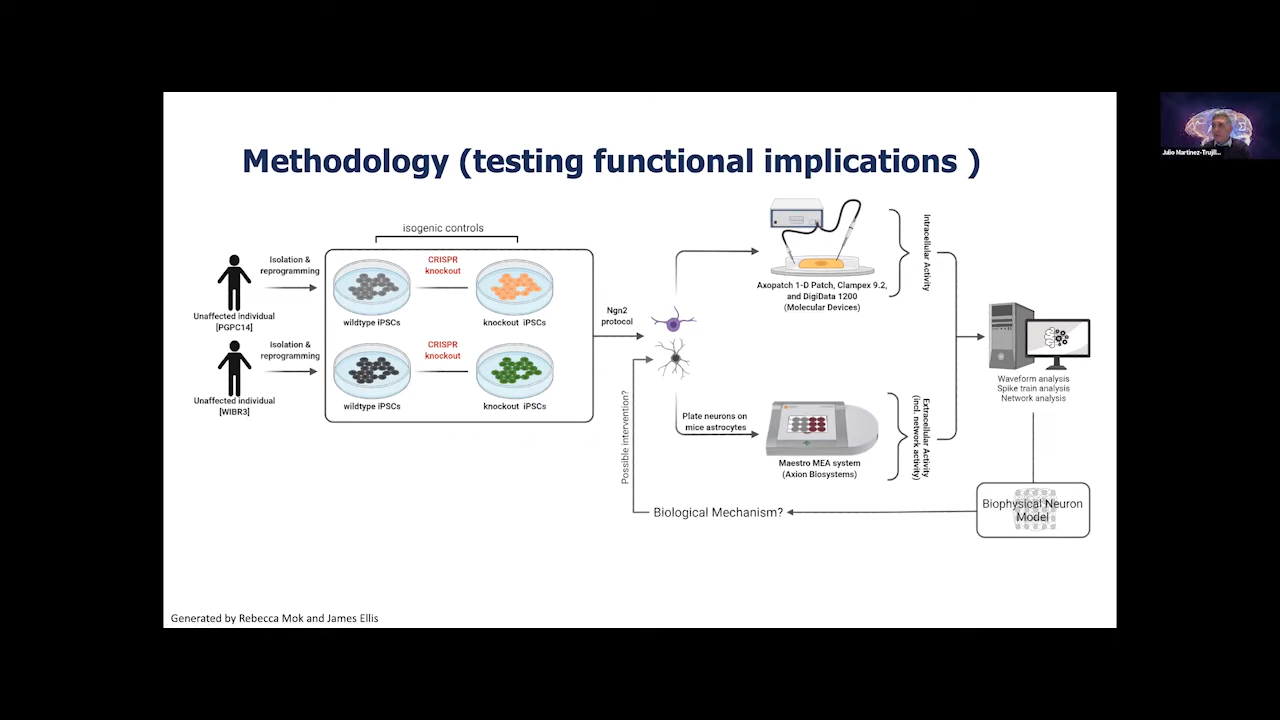 Methodology (testing functional implications )
isogenic controls
Isolation &
reprogramming
CRISPR
knockout
Unaffected individual
[PGPC14]
wildtype iPSCs
knockout iPSCs
Isolation &
reprogramming
CRISPR
knockout
Unaffected individual
[WIBR3]
wildtype iPSCs
knockout iPSCs
Ngn2
protocol
Possible intervention?
Axopatch 1-D Patch, Clampex 9.2,
and DigiData 1200
(Molecular Devices)
Intracellular Activity
Plate neurons on
mice astrocytes
Maestro MEA system
(Axion Biosystems)
Extracellular Activity
(incl. network activity)
Waveform analysis
Spike train analysis
Network analysis
Biophysical Neuron
Model
Biological Mechanism?
Generated by Rebecca Mok and James Ellis
Julio Martinez-Trujill...